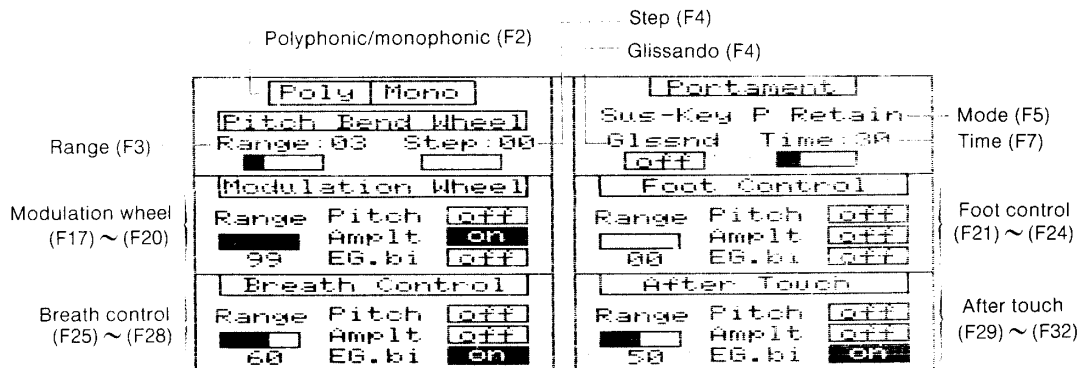 Step (F4)
Polyphonic/monophonic (F2)
Glissando (F4)
Poly Mono
Pitch Bend Wheel
Range:03 Step:00
Range (F3)
Portament
Sus-Key P Retain
Mode (F5)
Glssnd Time:30
Time (F7)
off
Modulation Wheel
Modulation wheel
(F17) ~ (F20)
Range Pitch off
Amplt on
99 EG.bi off
Foot Control
Range Pitch off
Amplt off
00 EG.bi off
Foot control
(F21) ~ (F24)
Breath Control
Breath control
(F25) ~ (F28)
Range Pitch off
Amplt off
60 EG.bi on
After Touch
Range Pitch off
Amplt off
50 EG.bi on
After touch
(F29) ~ (F32)